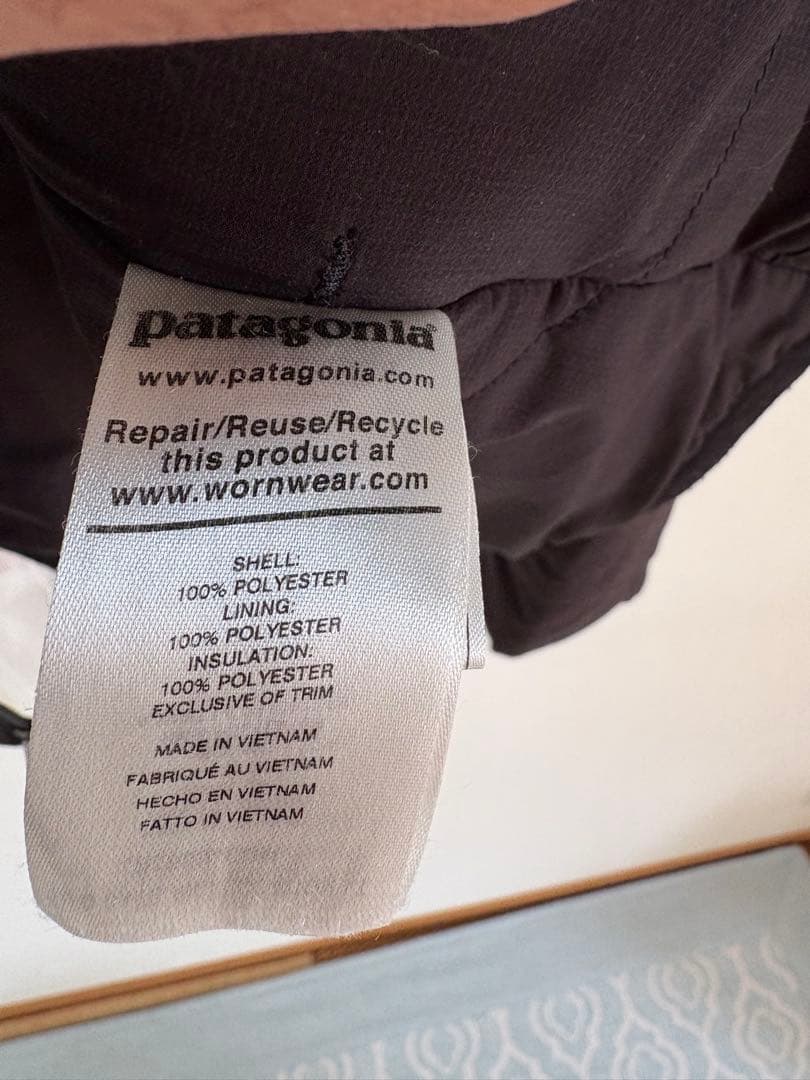 patagonia®
www.patagonia.com
Repair/Reuse/Recycle
this product at
www.wornwear.com
SHELL:
100% POLYESTER
LINING:
100% POLYESTER
INSULATION:
100% POLYESTER
EXCLUSIVE OF TRIM
MADE IN VIETNAM
FABRIQUÉ AU VIETNAM
HECHO EN VIETNAM
FATTO IN VIETNAM